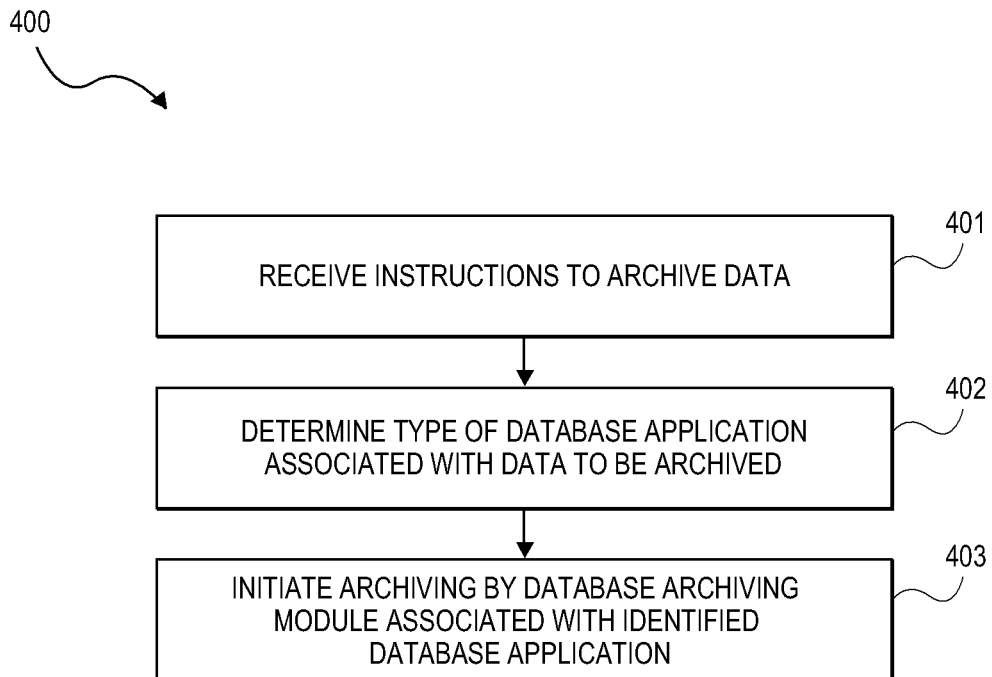 400
401
RECEIVE INSTRUCTIONS TO ARCHIVE DATA
402
DETERMINE TYPE OF DATABASE APPLICATION
ASSOCIATED WITH DATA TO BE ARCHIVED
403
INITIATE ARCHIVING BY DATABASE ARCHIVING
MODULE ASSOCIATED WITH IDENTIFIED
DATABASE APPLICATION